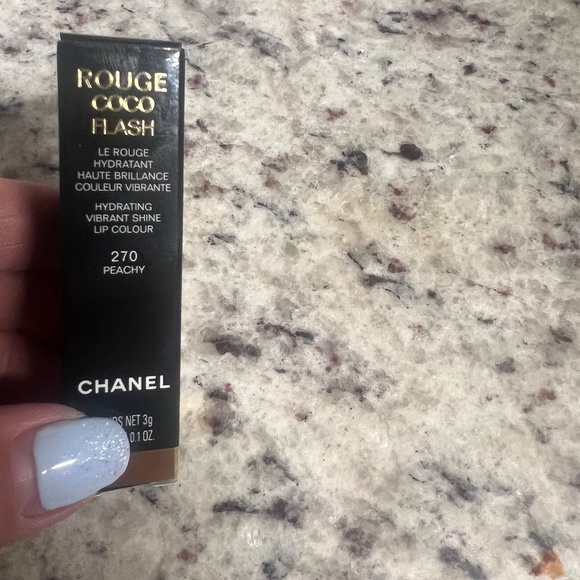 ROUGE
COCO
FLASH
LE ROUGE
HYDRATANT
HAUTE BRILLANCE
COULEUR VIBRANTE
HYDRATING
VIBRANT SHINE
LIP COLOUR
270
PEACHY
CHANEL
NET 3g
0.1 OZ.